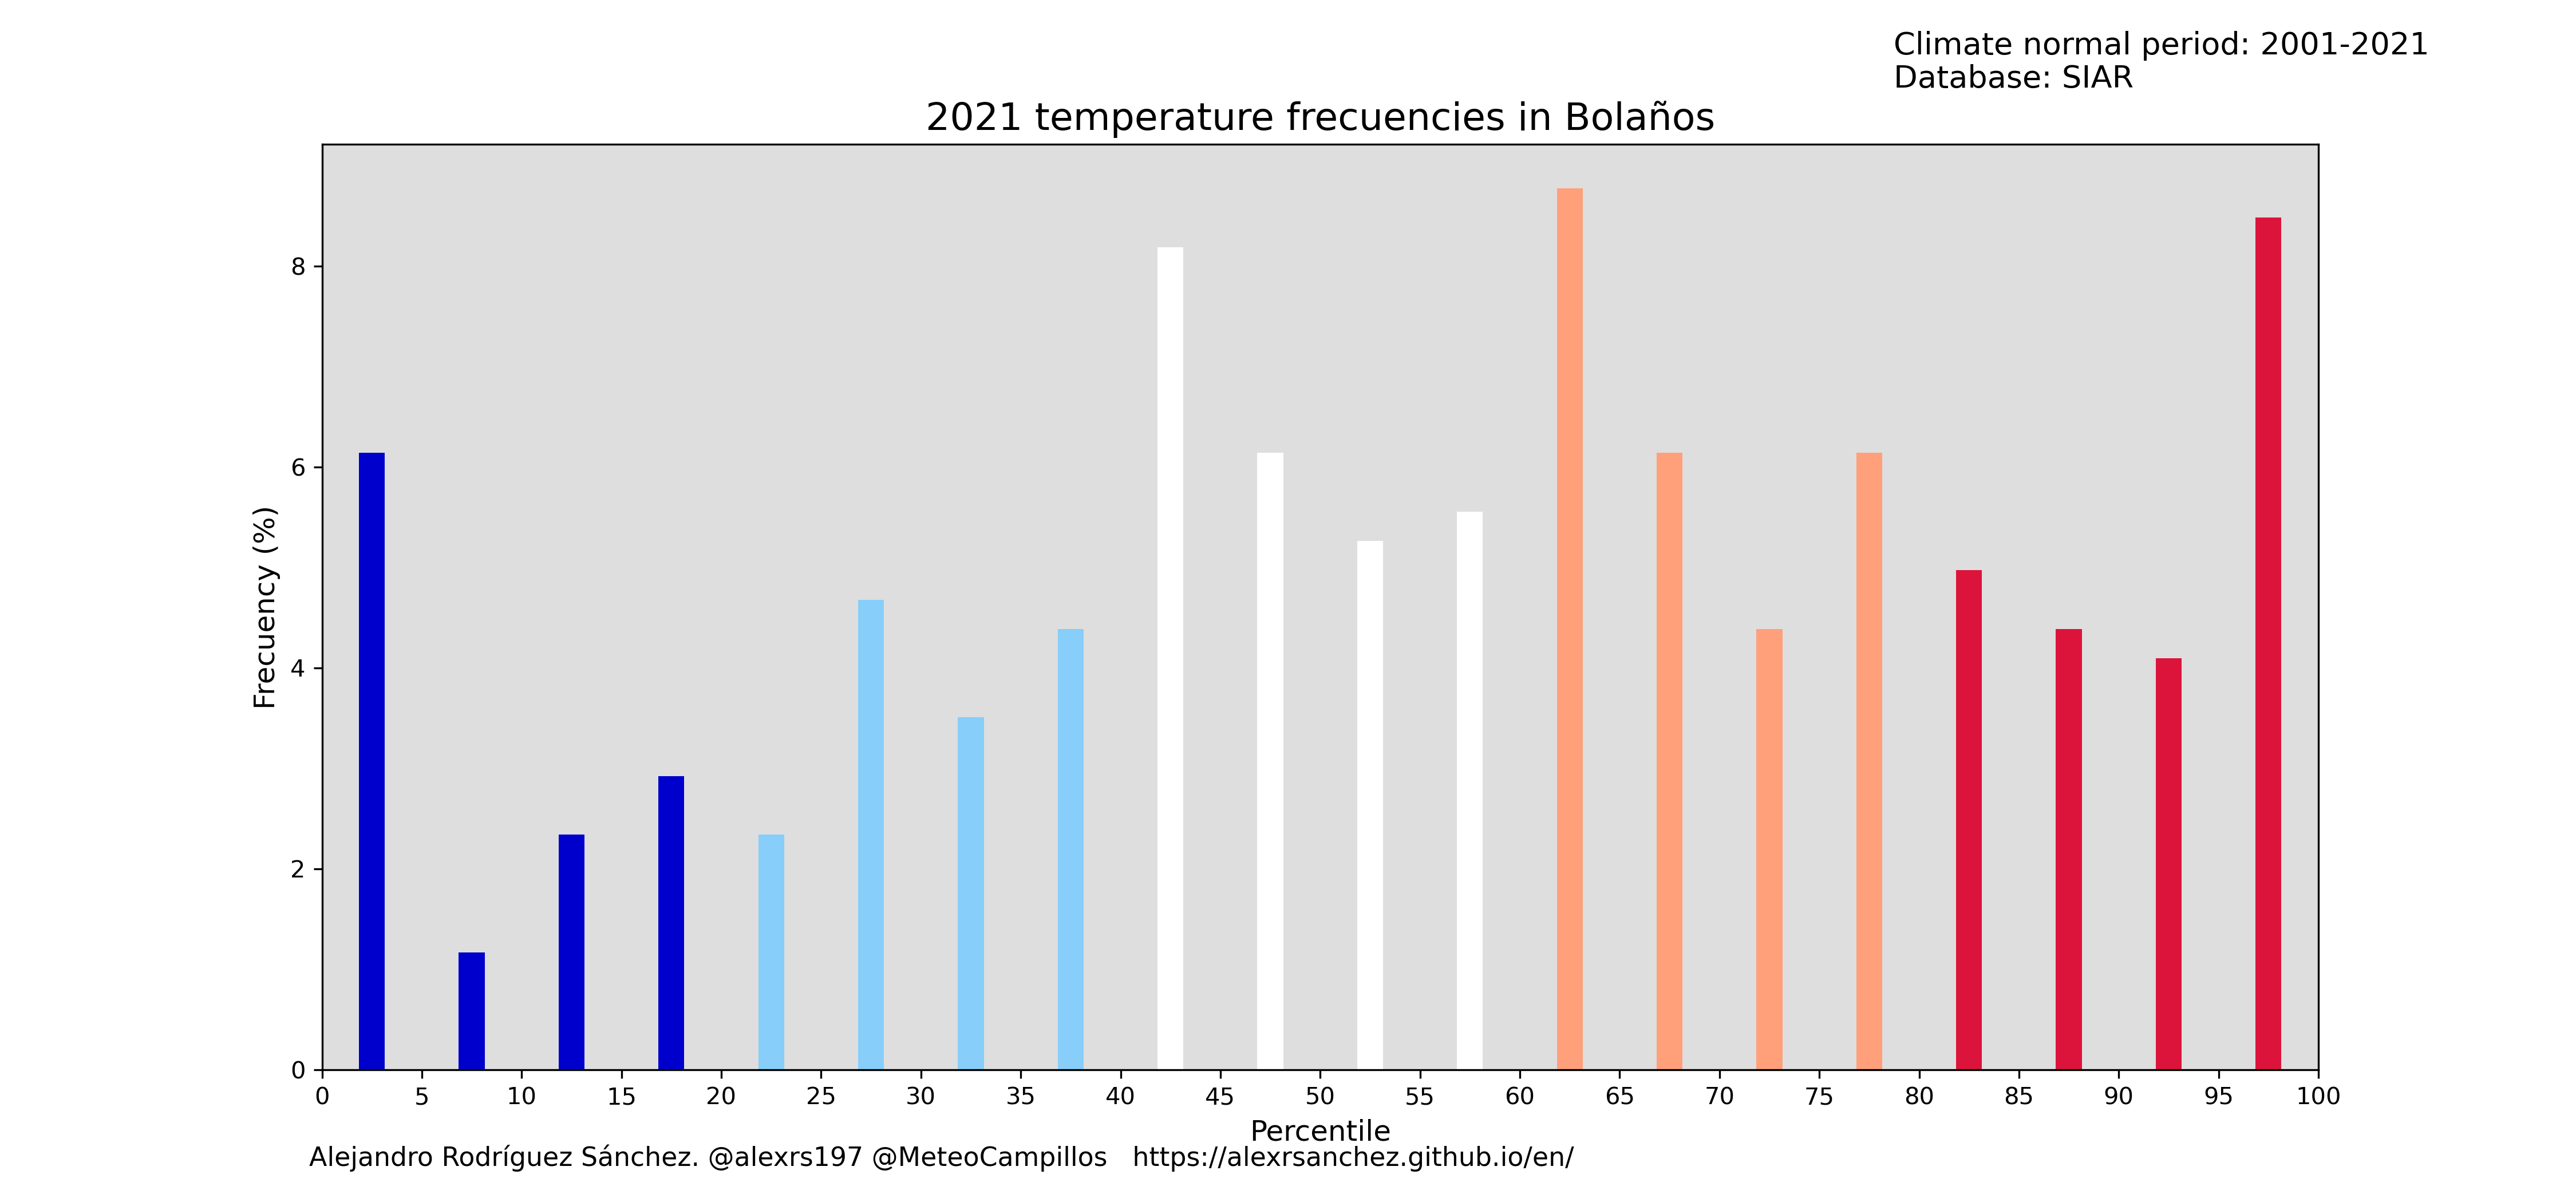 Climate normal period: 2001-2021
Database: SIAR
2021 temperature frecuencies in Bolaños
Frecuency (%)
8
6
4
2
0
0 5 10 15 20 25 30 35 40 45 50 55 60 65 70 75 80 85 90 95 100
Percentile
Alejandro Rodríguez Sánchez. @alexrs197 @MeteoCampillos https://alexrsanchez.github.io/en/